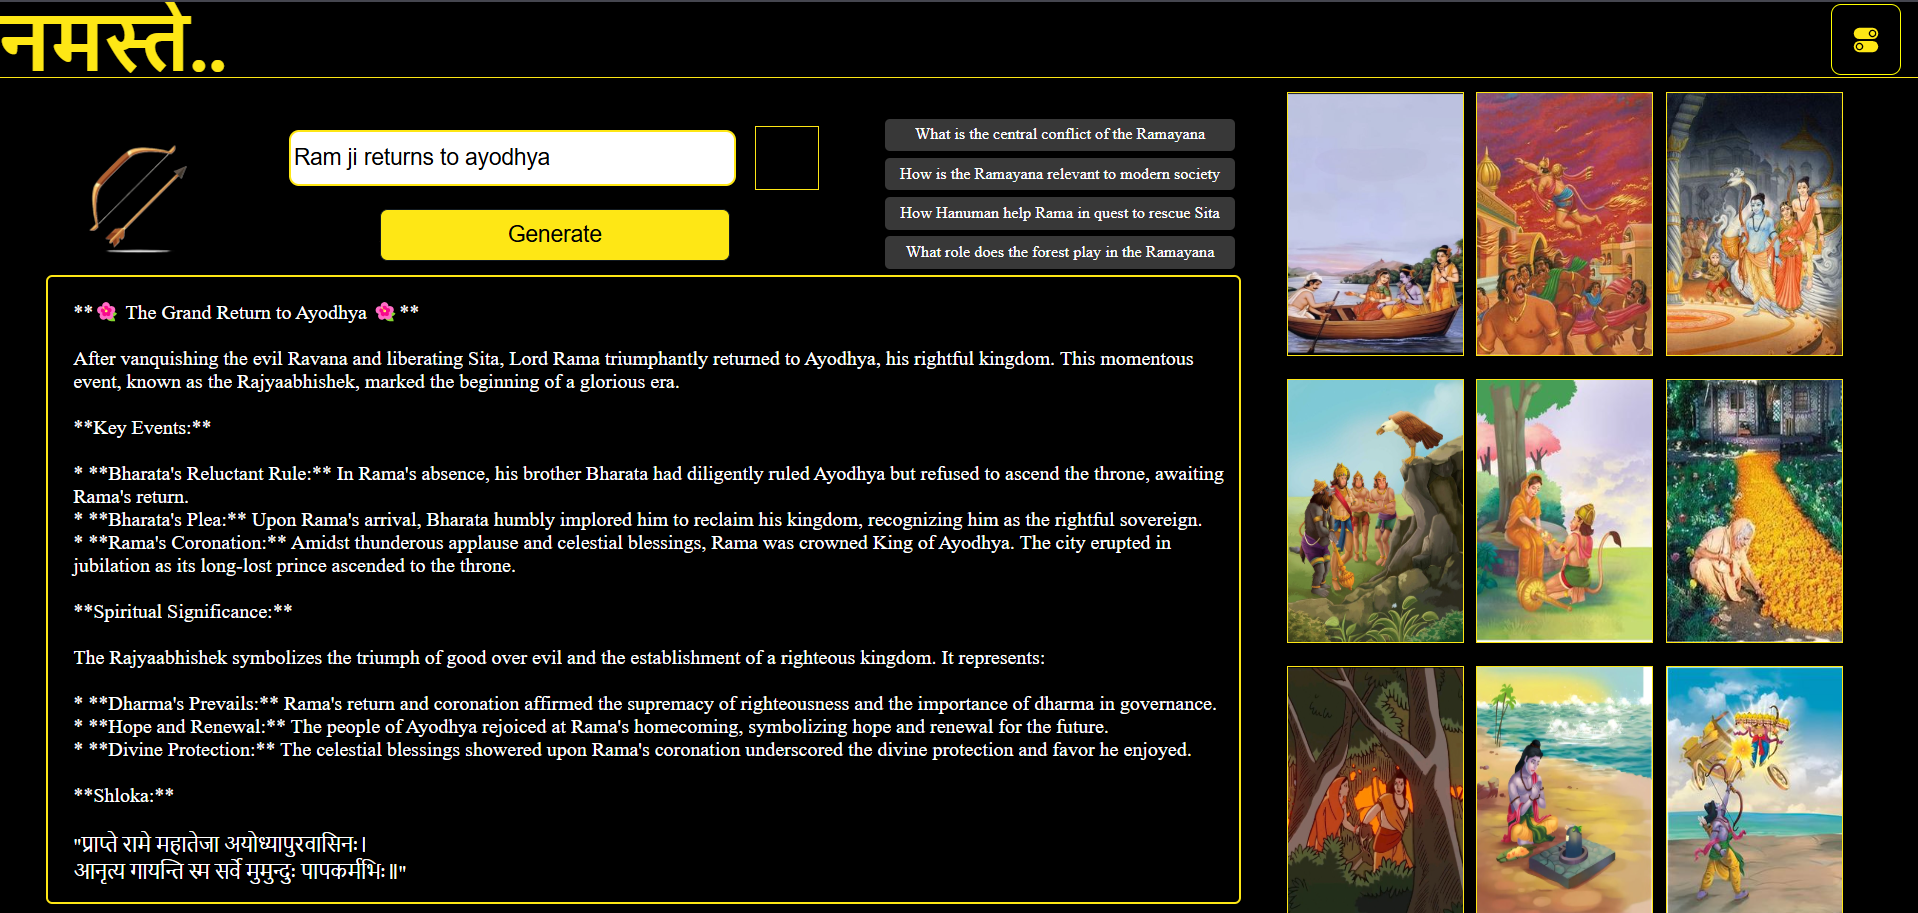 नमस्ते..
Ram ji returns to ayodhya
Generate
What is the central conflict of the Ramayana
How is the Ramayana relevant to modern society
How Hanuman help Rama in quest to rescue Sita
What role does the forest play in the Ramayana
**🌺 The Grand Return to Ayodhya 🌺**
After vanquishing the evil Ravana and liberating Sita, Lord Rama triumphantly returned to Ayodhya, his rightful kingdom. This momentous
event, known as the Rajyaabhishek, marked the beginning of a glorious era.
**Key Events:**
* **Bharata's Reluctant Rule:** In Rama's absence, his brother Bharata had diligently ruled Ayodhya but refused to ascend the throne, awaiting
Rama's return.
* **Bharata's Plea:** Upon Rama's arrival, Bharata humbly implored him to reclaim his kingdom, recognizing him as the rightful sovereign.
* **Rama's Coronation:** Amidst thunderous applause and celestial blessings, Rama was crowned King of Ayodhya. The city erupted in
jubilation as its long-lost prince ascended to the throne.
**Spiritual Significance:**
The Rajyaabhishek symbolizes the triumph of good over evil and the establishment of a righteous kingdom. It represents:
* **Dharma's Prevails:** Rama's return and coronation affirmed the supremacy of righteousness and the importance of dharma in governance.
* **Hope and Renewal:** The people of Ayodhya rejoiced at Rama's homecoming, symbolizing hope and renewal for the future.
* **Divine Protection:** The celestial blessings showered upon Rama's coronation underscored the divine protection and favor he enjoyed.
**Shloka:**
"प्राप्ते रामे महातेजा अयोध्यापुरवासिनः।
आनृत्य गायन्ति स्म सर्वे मुमुन्दुः पापकर्मभिः॥"